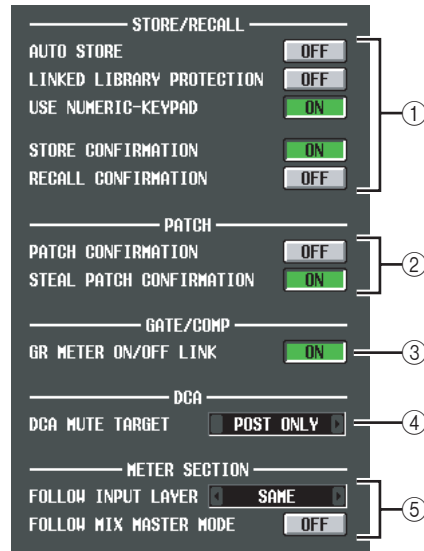 STORE/RECALL
AUTO STORE OFF
LINKED LIBRARY PROTECTION OFF
USE NUMERIC-KEYPAD ON
①
STORE CONFIRMATION ON
RECALL CONFIRMATION OFF
PATCH
PATCH CONFIRMATION OFF
②
STEAL PATCH CONFIRMATION ON
GATE/COMP
GR METER ON/OFF LINK ON ③
DCA
DCA MUTE TARGET POST ONLY ④
METER SECTION
FOLLOW INPUT LAYER SAME
⑤
FOLLOW MIX MASTER MODE OFF